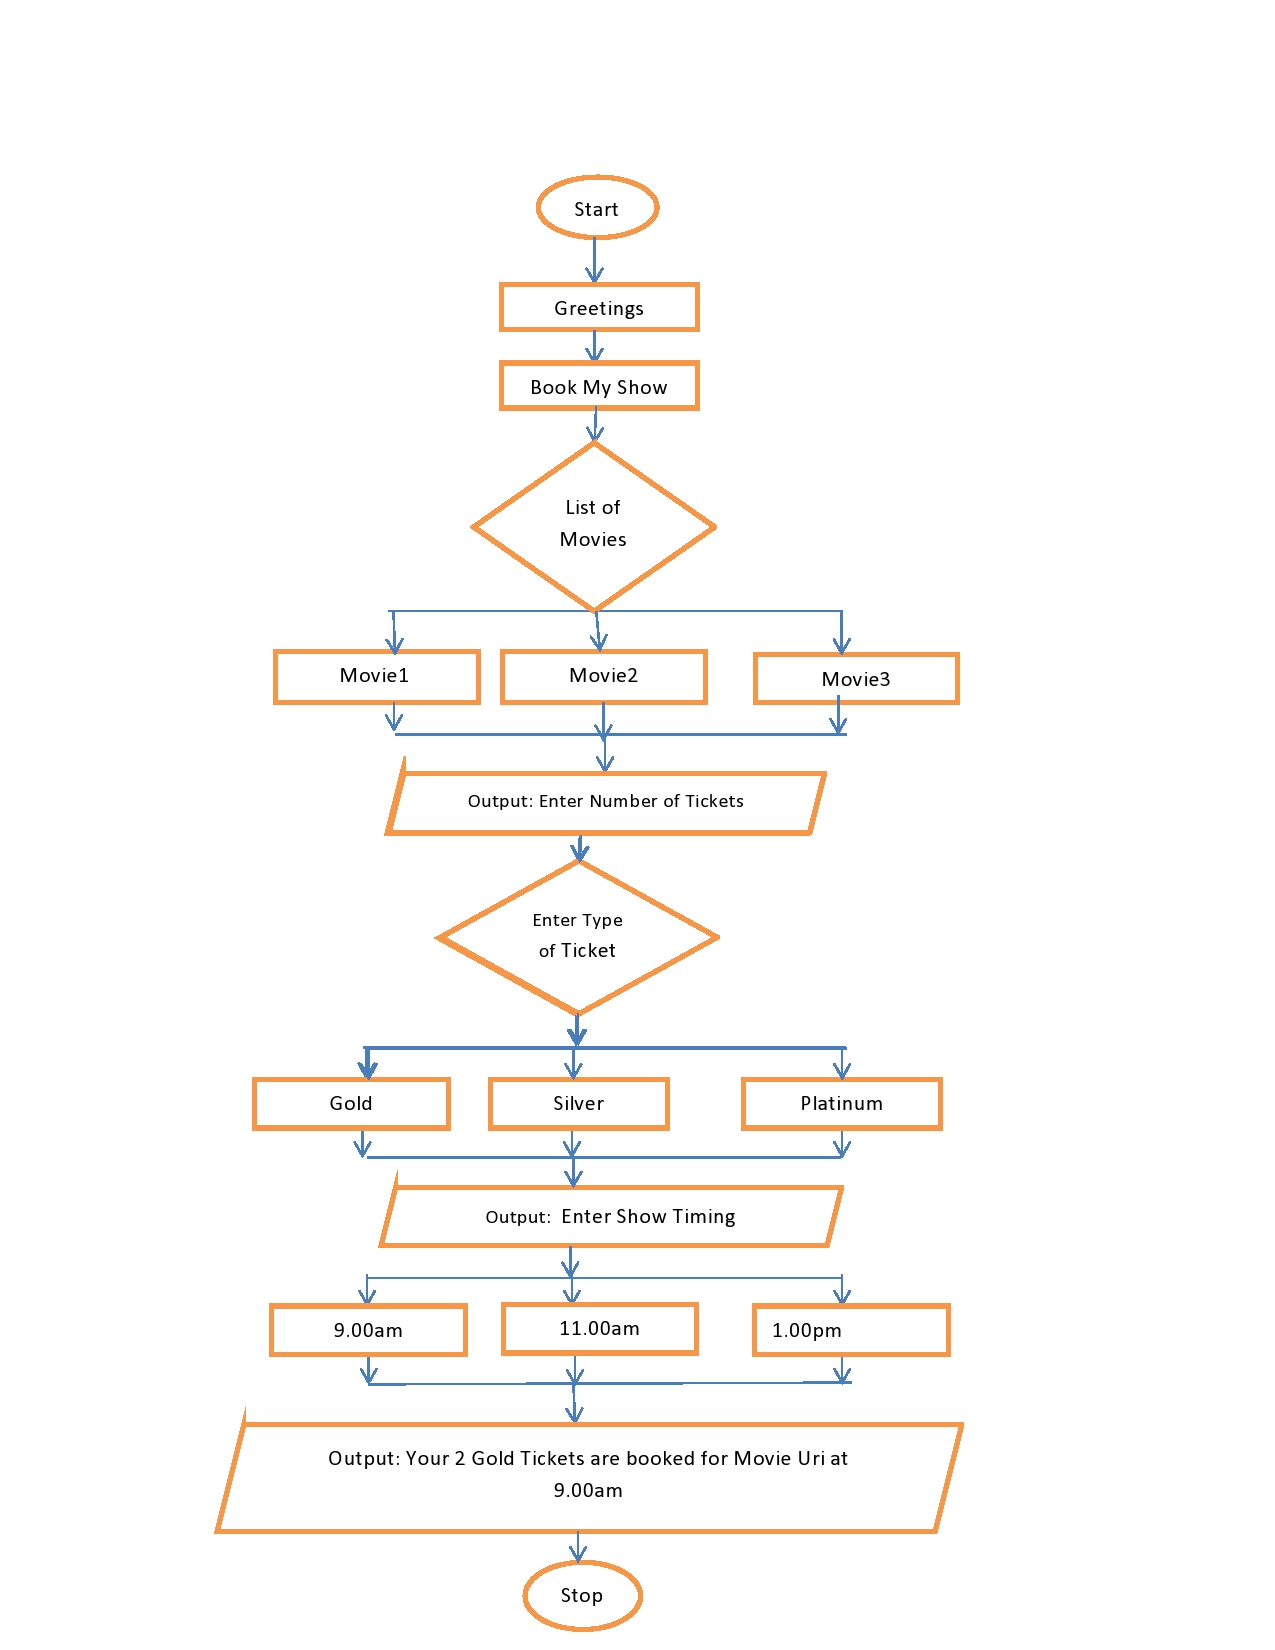 Start
Greetings
Book My Show
List of
Movies
Movie1
Movie2
Movie3
Output: Enter Number of Tickets
Enter Type
of Ticket
Gold
Silver
Platinum
Output: Enter Show Timing
9.00am
11.00am
1.00pm
Output: Your 2 Gold Tickets are booked for Movie Uri at
9.00am
Stop